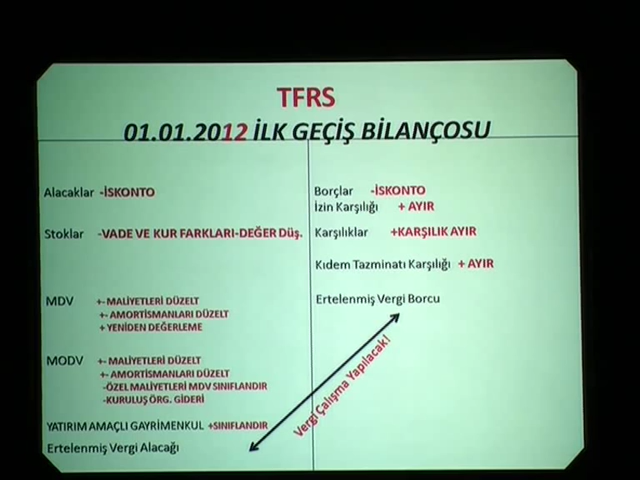 TFRS
01.01.2012 İLK GEÇİŞ BİLANÇOSU
Alacaklar -İSKONTO
Stoklar -VADE VE KUR FARKLARI-DEĞER Düş.
MDV +- MALİYETLERİ DÜZELT
+- AMORTİSMANLARI DÜZELT
+ YENİDEN DEĞERLEME
MODV +- MALİYETLERİ DÜZELT
+- AMORTİSMANLARI DÜZELT
-ÖZEL MALİYETLERİ MDV SINIFLANDIR
-KURULUŞ ÖRG. GİDERİ
YATIRIM AMAÇLI GAYRİMENKUL +SINIFLANDIR
Ertelenmiş Vergi Alacağı
Borçlar -İSKONTO
İzin Karşılığı + AYIR
Karşılıklar +KARŞILIK AYIR
Kıdem Tazminatı Karşılığı + AYIR
Ertelenmiş Vergi Borcu
Vergi Çalışma Yapılacak!